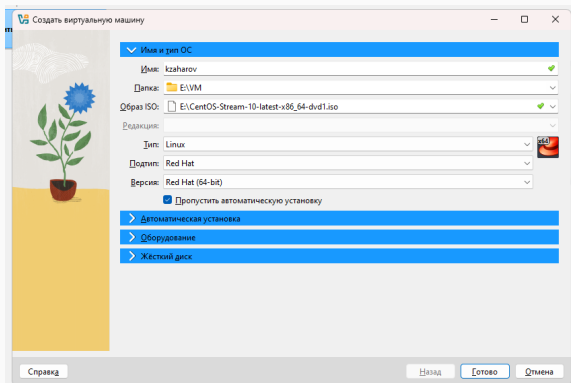 Создать виртуальную машину
Имя и тип ОС
Имя: kzaharov
Папка: E:\VM
Образ ISO: E:\CentOS-Stream-10-latest-x86_64-dvd1.iso
Редакция:
Тип: Linux
x64
Подтип: Red Hat
Версия: Red Hat (64-bit)
Пропустить автоматическую установку
Автоматическая установка
Оборудование
Жёсткий диск
Справка Назад Готово Отмена